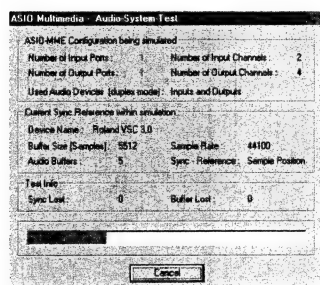 ASIO Multimedia - Audio-System-Test
ASIO-MME Configuration being simulated
Number of Input Ports : 1 Number of Input Channels : 2
Number of Output Ports : 1 Number of Output Channels : 4
Used Audio Devices (duplex mode) : Inputs and Outputs
Current Sync Reference within simulation
Device Name : Roland VSC 3.0
Buffer Size [Samples] : 5512 Sample Rate : 44100
Audio Buffers : 5 Sync - Reference : Sample Position
Test Info
Sync Lost : 0 Buffer Lost : 0
Cancel